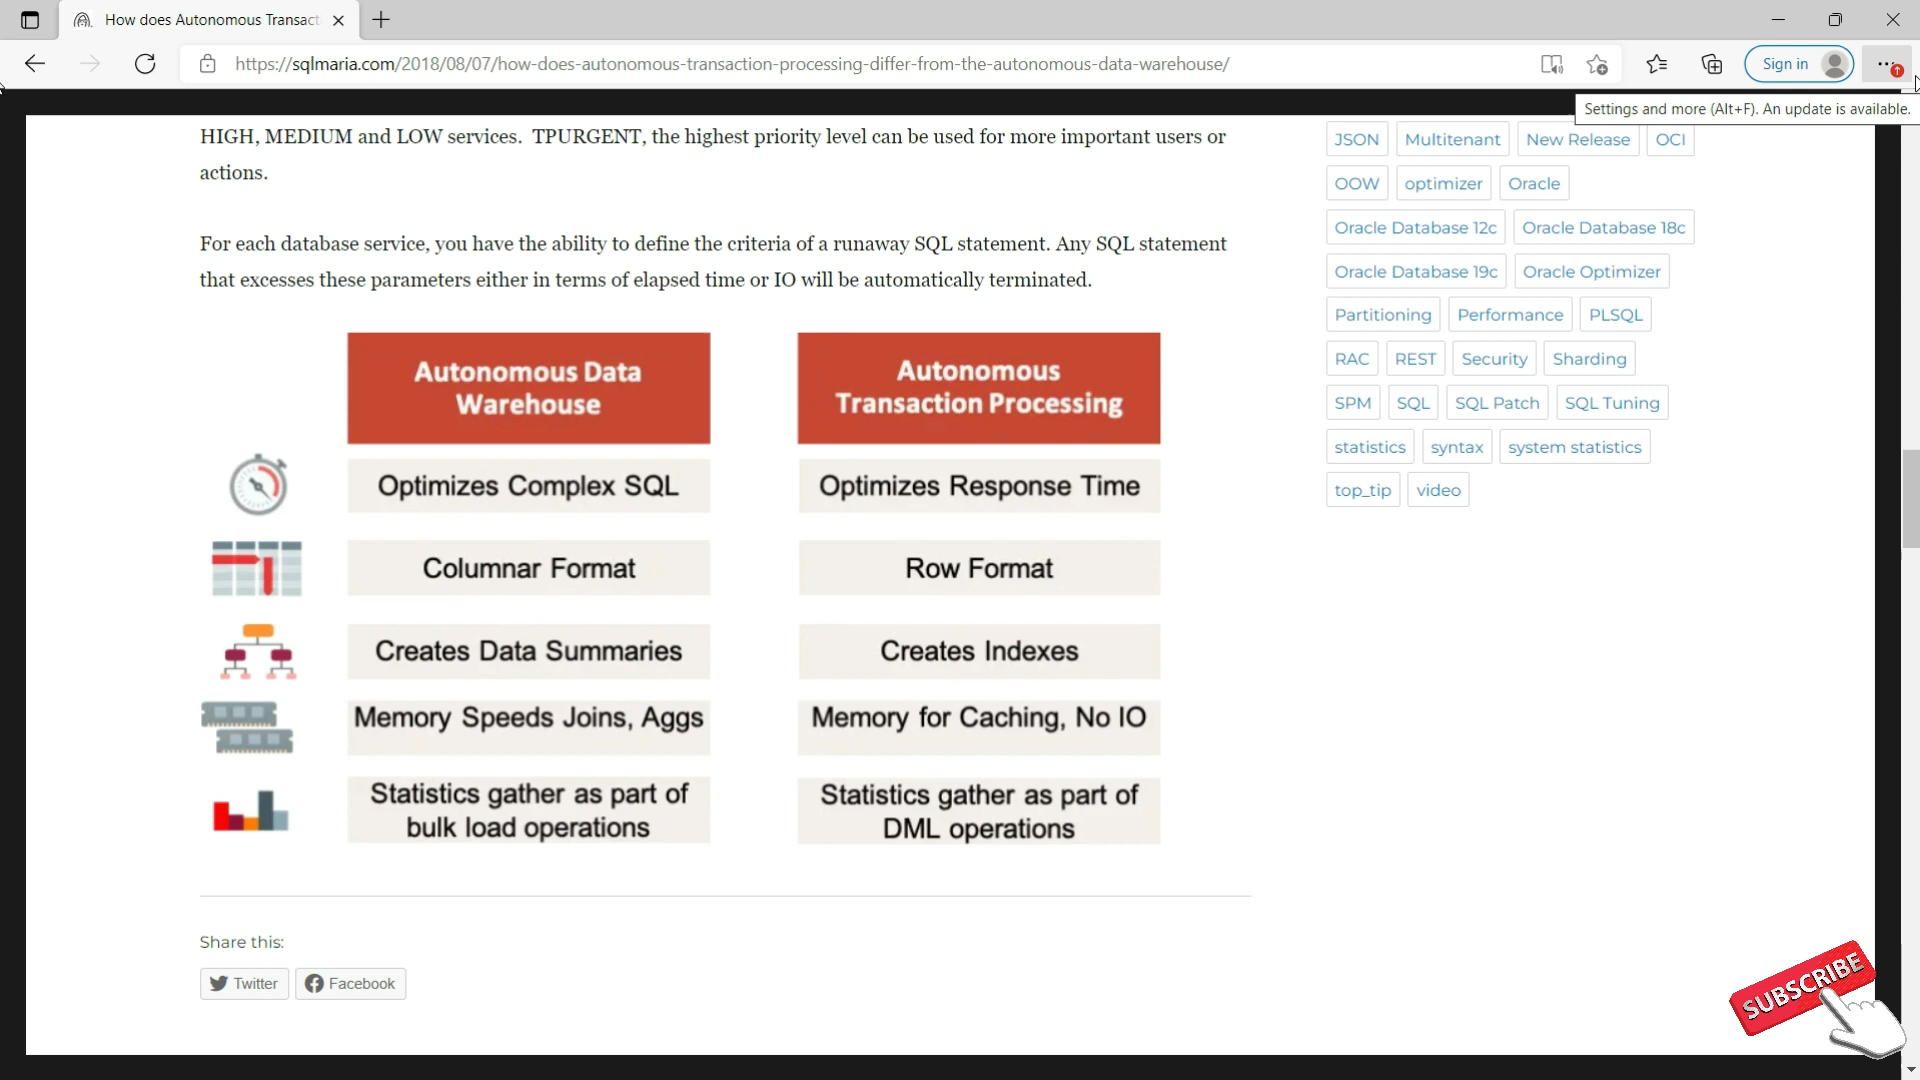 How does Autonomous Transact
https://sqlmaria.com/2018/08/07/how-does-autonomous-transaction-processing-differ-from-the-autonomous-data-warehouse/
Sign in
Settings and more (Alt+F). An update is available.
HIGH, MEDIUM and LOW services. TPURGENT, the highest priority level can be used for more important users or
actions.
For each database service, you have the ability to define the criteria of a runaway SQL statement. Any SQL statement
that excesses these parameters either in terms of elapsed time or IO will be automatically terminated.
Autonomous Data
Warehouse
Autonomous
Transaction Processing
Optimizes Complex SQL
Optimizes Response Time
Columnar Format
Row Format
Creates Data Summaries
Creates Indexes
Memory Speeds Joins, Aggs
Memory for Caching, No IO
Statistics gather as part of
bulk load operations
Statistics gather as part of
DML operations
Share this:
Twitter Facebook
JSON Multitenant New Release OCI
OOW optimizer Oracle
Oracle Database 12c Oracle Database 18c
Oracle Database 19c Oracle Optimizer
Partitioning Performance PLSQL
RAC REST Security Sharding
SPM SQL SQL Patch SQL Tuning
statistics syntax system statistics
top_tip video
SUBSCRIBE